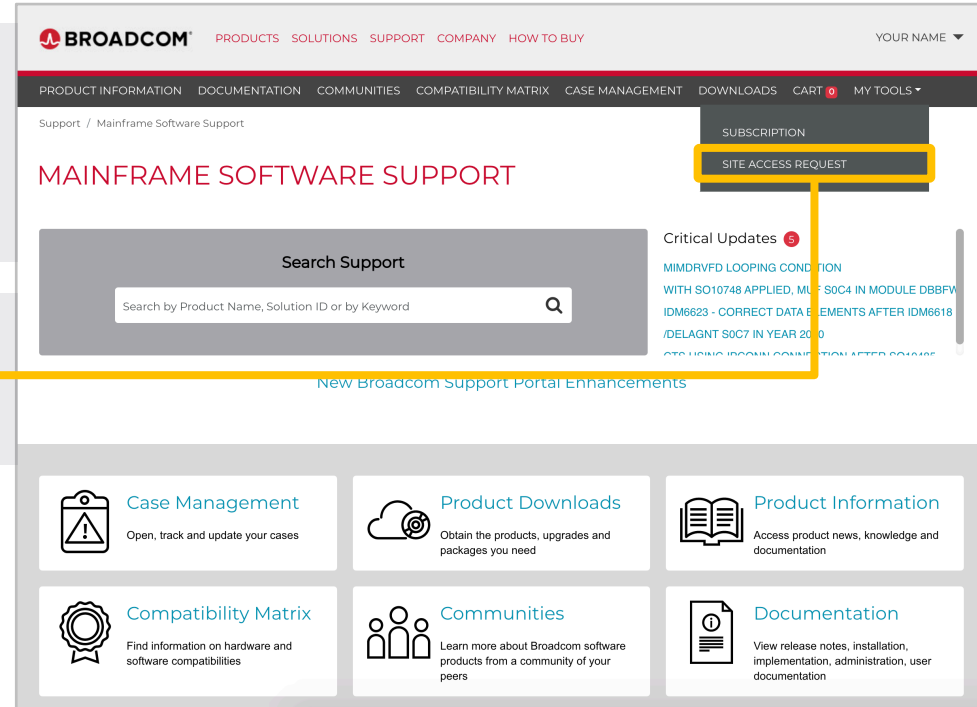 BROADCOM®
PRODUCTS SOLUTIONS SUPPORT COMPANY HOW TO BUY
YOUR NAME
PRODUCT INFORMATION DOCUMENTATION COMMUNITIES COMPATIBILITY MATRIX CASE MANAGEMENT DOWNLOADS CART 0 MY TOOLS
SUBSCRIPTION
SITE ACCESS REQUEST
Support / Mainframe Software Support
MAINFRAME SOFTWARE SUPPORT
Search Support
Search by Product Name, Solution ID or by Keyword
Critical Updates 5
MIMDRVFD LOOPING CONDITION
WITH SO10748 APPLIED, MUF S0C4 IN MODULE DBBFW
IDM6623 - CORRECT DATA ELEMENTS AFTER IDM6618
/DELAGNT S0C7 IN YEAR 2020
New Broadcom Support Portal Enhancements
Case Management
Open, track and update your cases
Product Downloads
Obtain the products, upgrades and
packages you need
Product Information
Access product news, knowledge and
documentation
Compatibility Matrix
Find information on hardware and
software compatibilities
Communities
Learn more about Broadcom software
products from a community of your
peers
Documentation
View release notes, installation,
implementation, administration, user
documentation